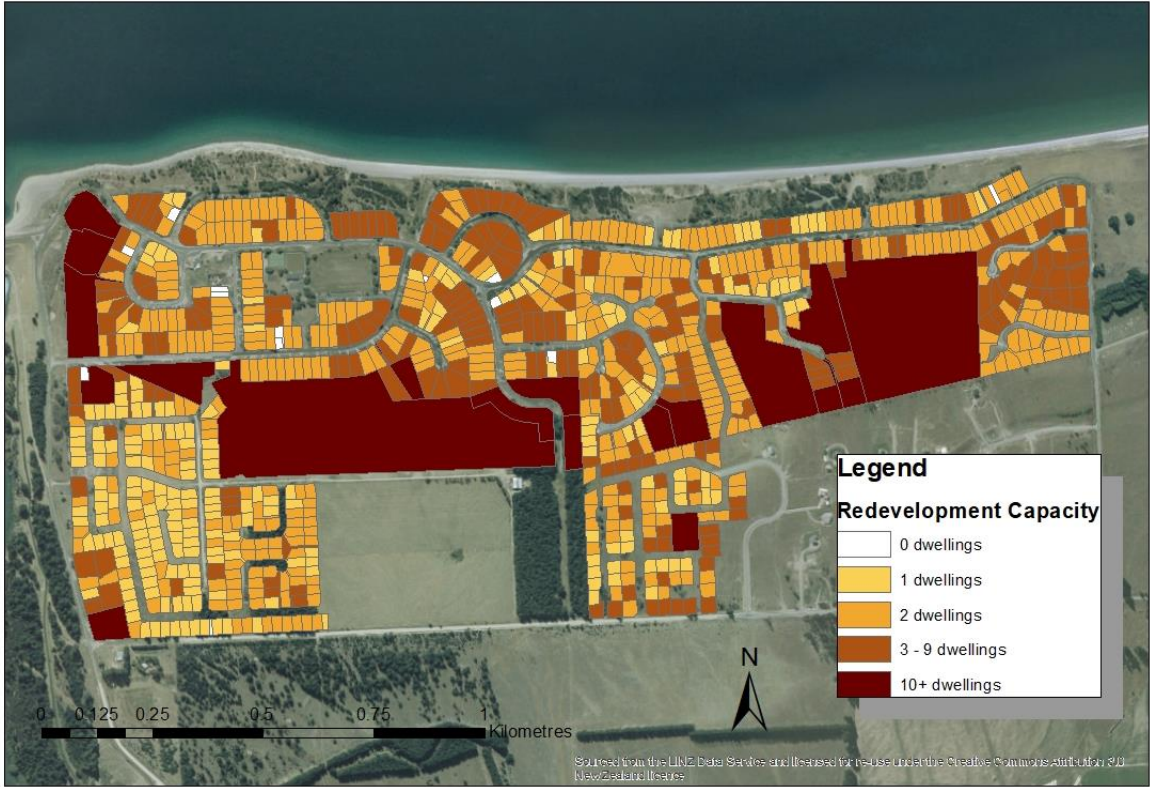 Legend
Redevelopment Capacity
0 dwellings
1 dwellings
2 dwellings
3 - 9 dwellings
10+ dwellings
N
0 0.125 0.25 0.5 0.75 1
Kilometres
Sourced from the LINZ Data Service and licensed for re-use under the Creative Commons Attribution 3.0
New Zealand licence